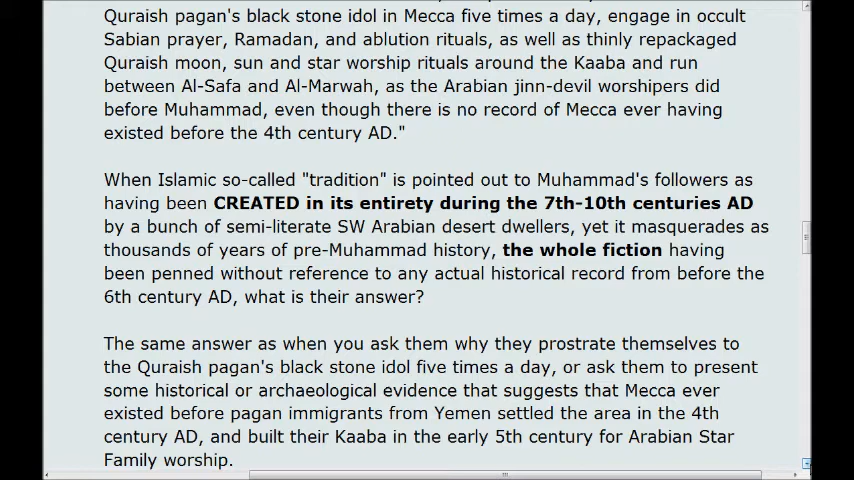 Quraish pagan's black stone idol in Mecca five times a day, engage in occult
Sabian prayer, Ramadan, and ablution rituals, as well as thinly repackaged
Quraish moon, sun and star worship rituals around the Kaaba and run
between Al-Safa and Al-Marwah, as the Arabian jinn-devil worshipers did
before Muhammad, even though there is no record of Mecca ever having
existed before the 4th century AD."
When Islamic so-called "tradition" is pointed out to Muhammad's followers as
having been CREATED in its entirety during the 7th-10th centuries AD
by a bunch of semi-literate SW Arabian desert dwellers, yet it masquerades as
thousands of years of pre-Muhammad history, the whole fiction having
been penned without reference to any actual historical record from before the
6th century AD, what is their answer?
The same answer as when you ask them why they prostrate themselves to
the Quraish pagan's black stone idol five times a day, or ask them to present
some historical or archaeological evidence that suggests that Mecca ever
existed before pagan immigrants from Yemen settled the area in the 4th
century AD, and built their Kaaba in the early 5th century for Arabian Star
Family worship.